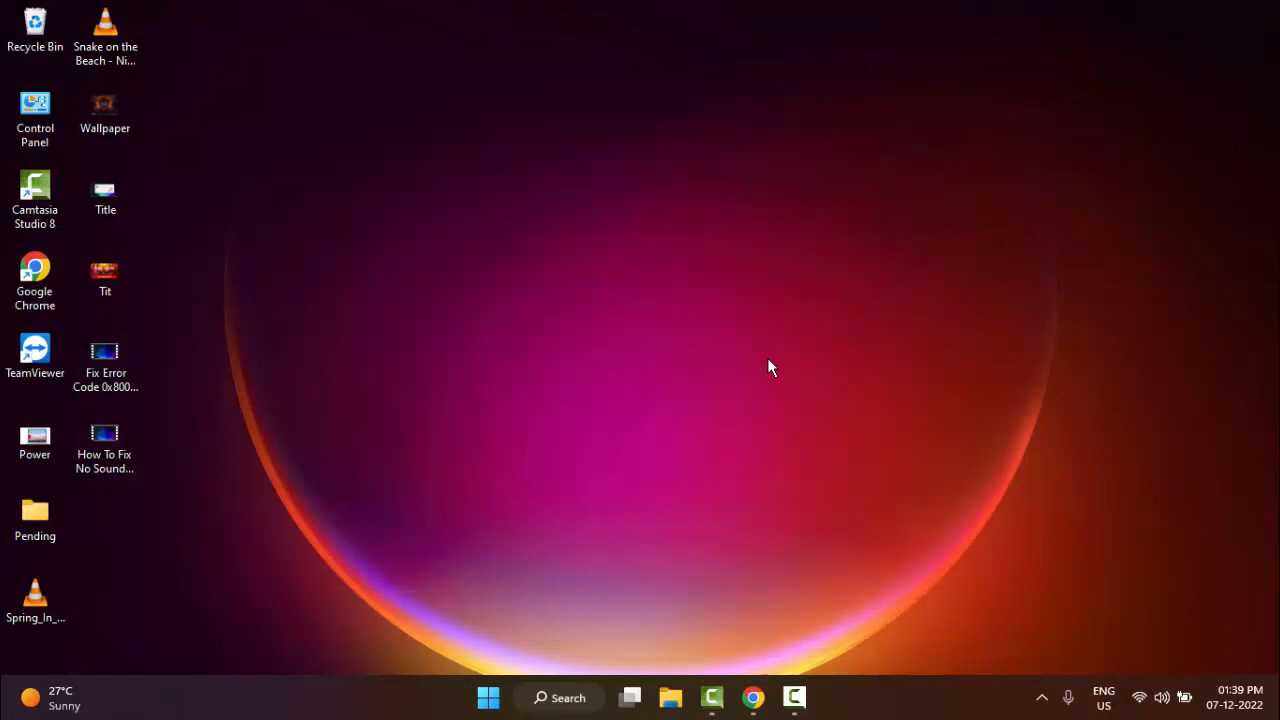 Recycle Bin
Snake on the
Beach - Ni...
Control
Panel
Wallpaper
Camtasia
Studio 8
Title
Google
Chrome
Tit
TeamViewer
Fix Error
Code 0x800...
Power
How To Fix
No Sound...
Pending
Spring_In_...
27°C
Sunny
Search
ENG
US
01:39 PM
07-12-2022